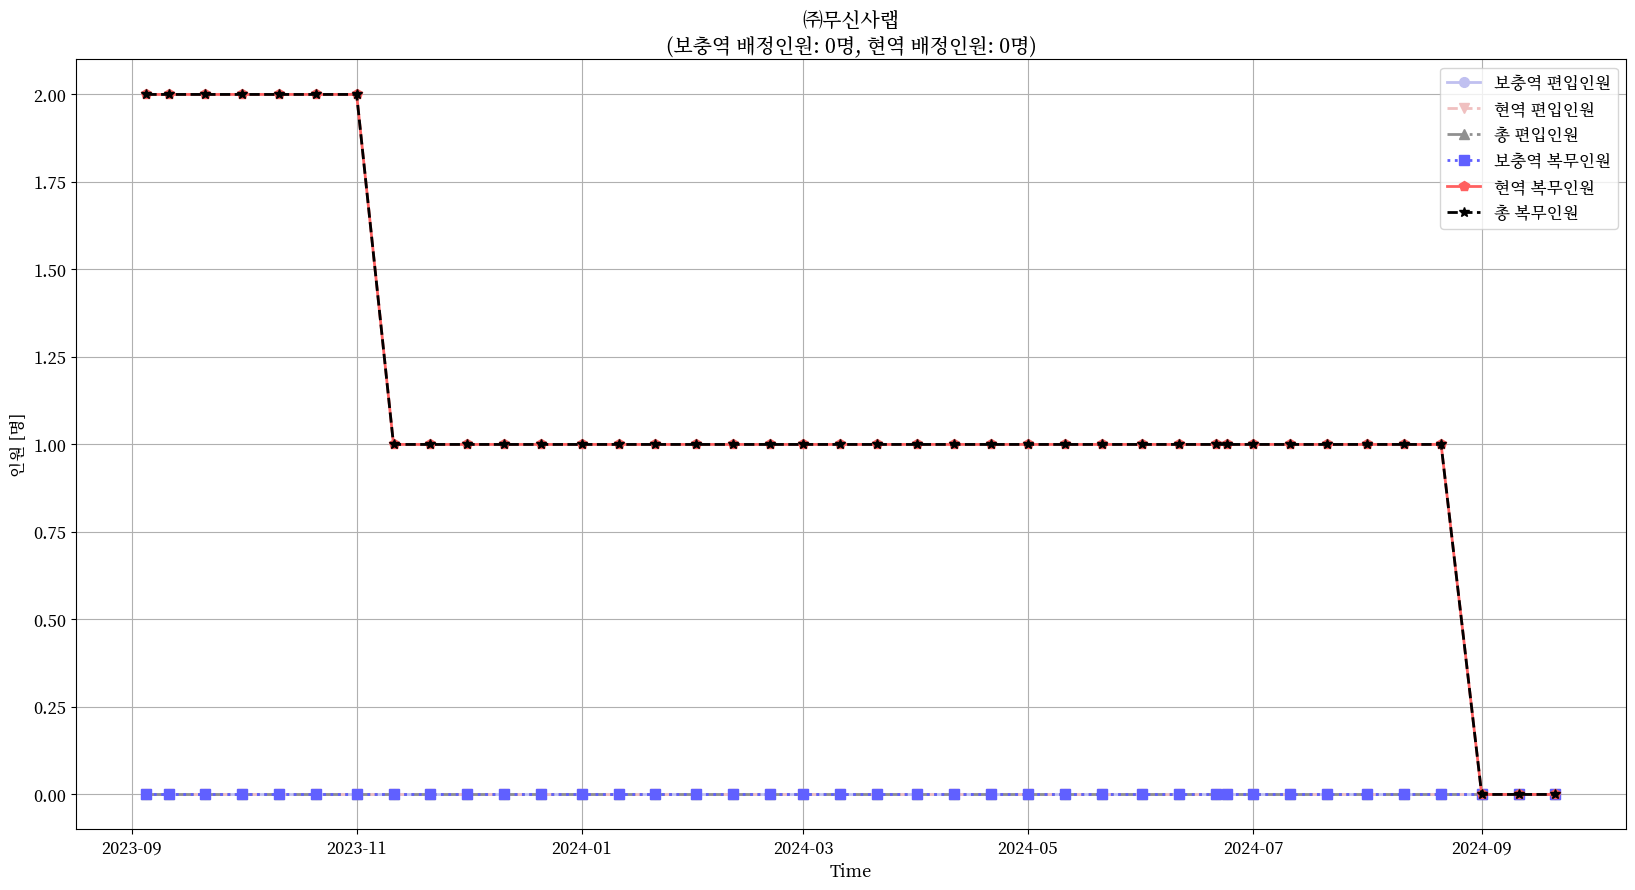 ㈜무신사랩
(보충역 배정인원: 0명, 현역 배정인원: 0명)
보충역 편입인원
현역 편입인원
총 편입인원
보충역 복무인원
현역 복무인원
총 복무인원
인원 [명]
2.00
1.75
1.50
1.25
1.00
0.75
0.50
0.25
0.00
2023-09
2023-11
2024-01
2024-03
2024-05
2024-07
2024-09
Time